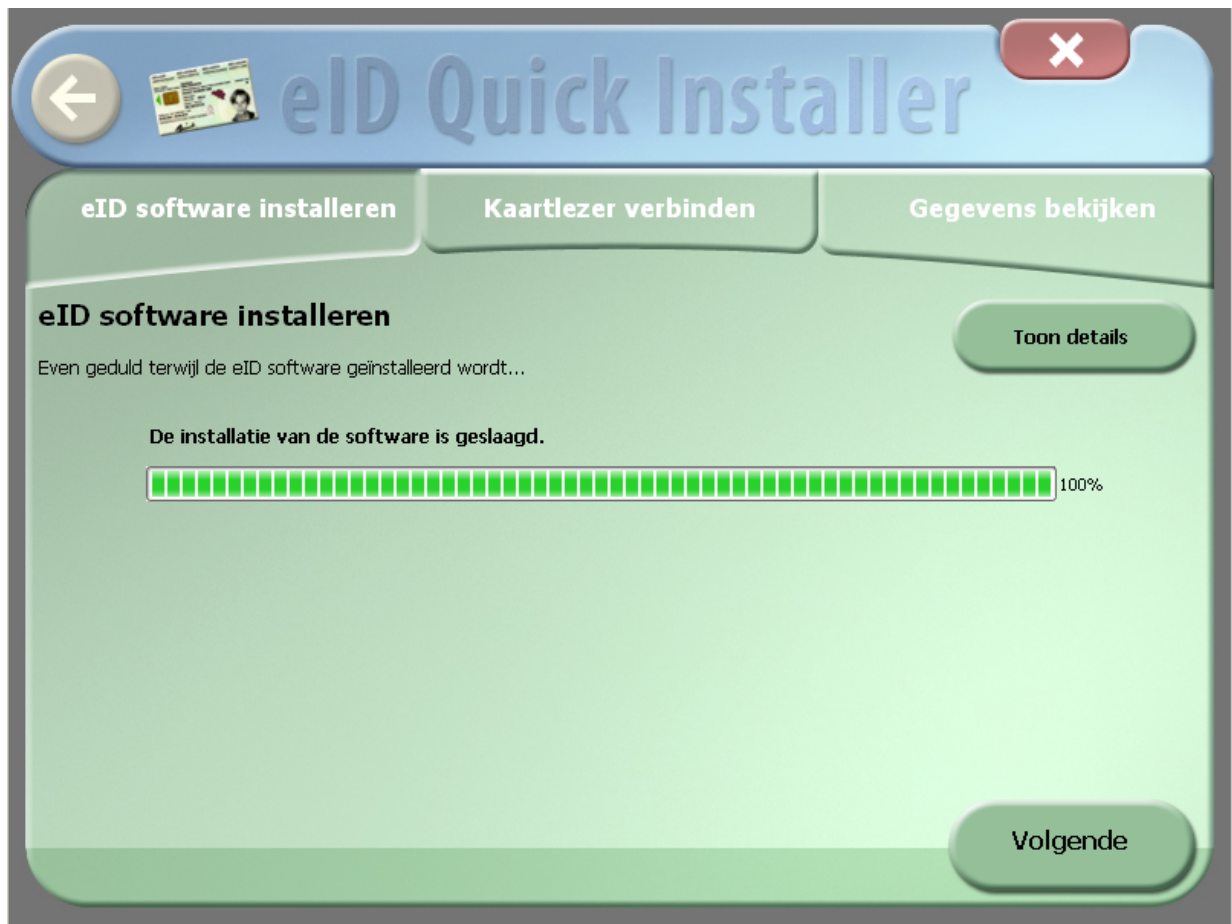 eID Quick Installer
eID software installeren
Kaartlezer verbinden
Gegevens bekijken
eID software installeren
Toon details
Even geduld terwijl de eID software geïnstalleerd wordt...
De installatie van de software is geslaagd.
100%
Volgende